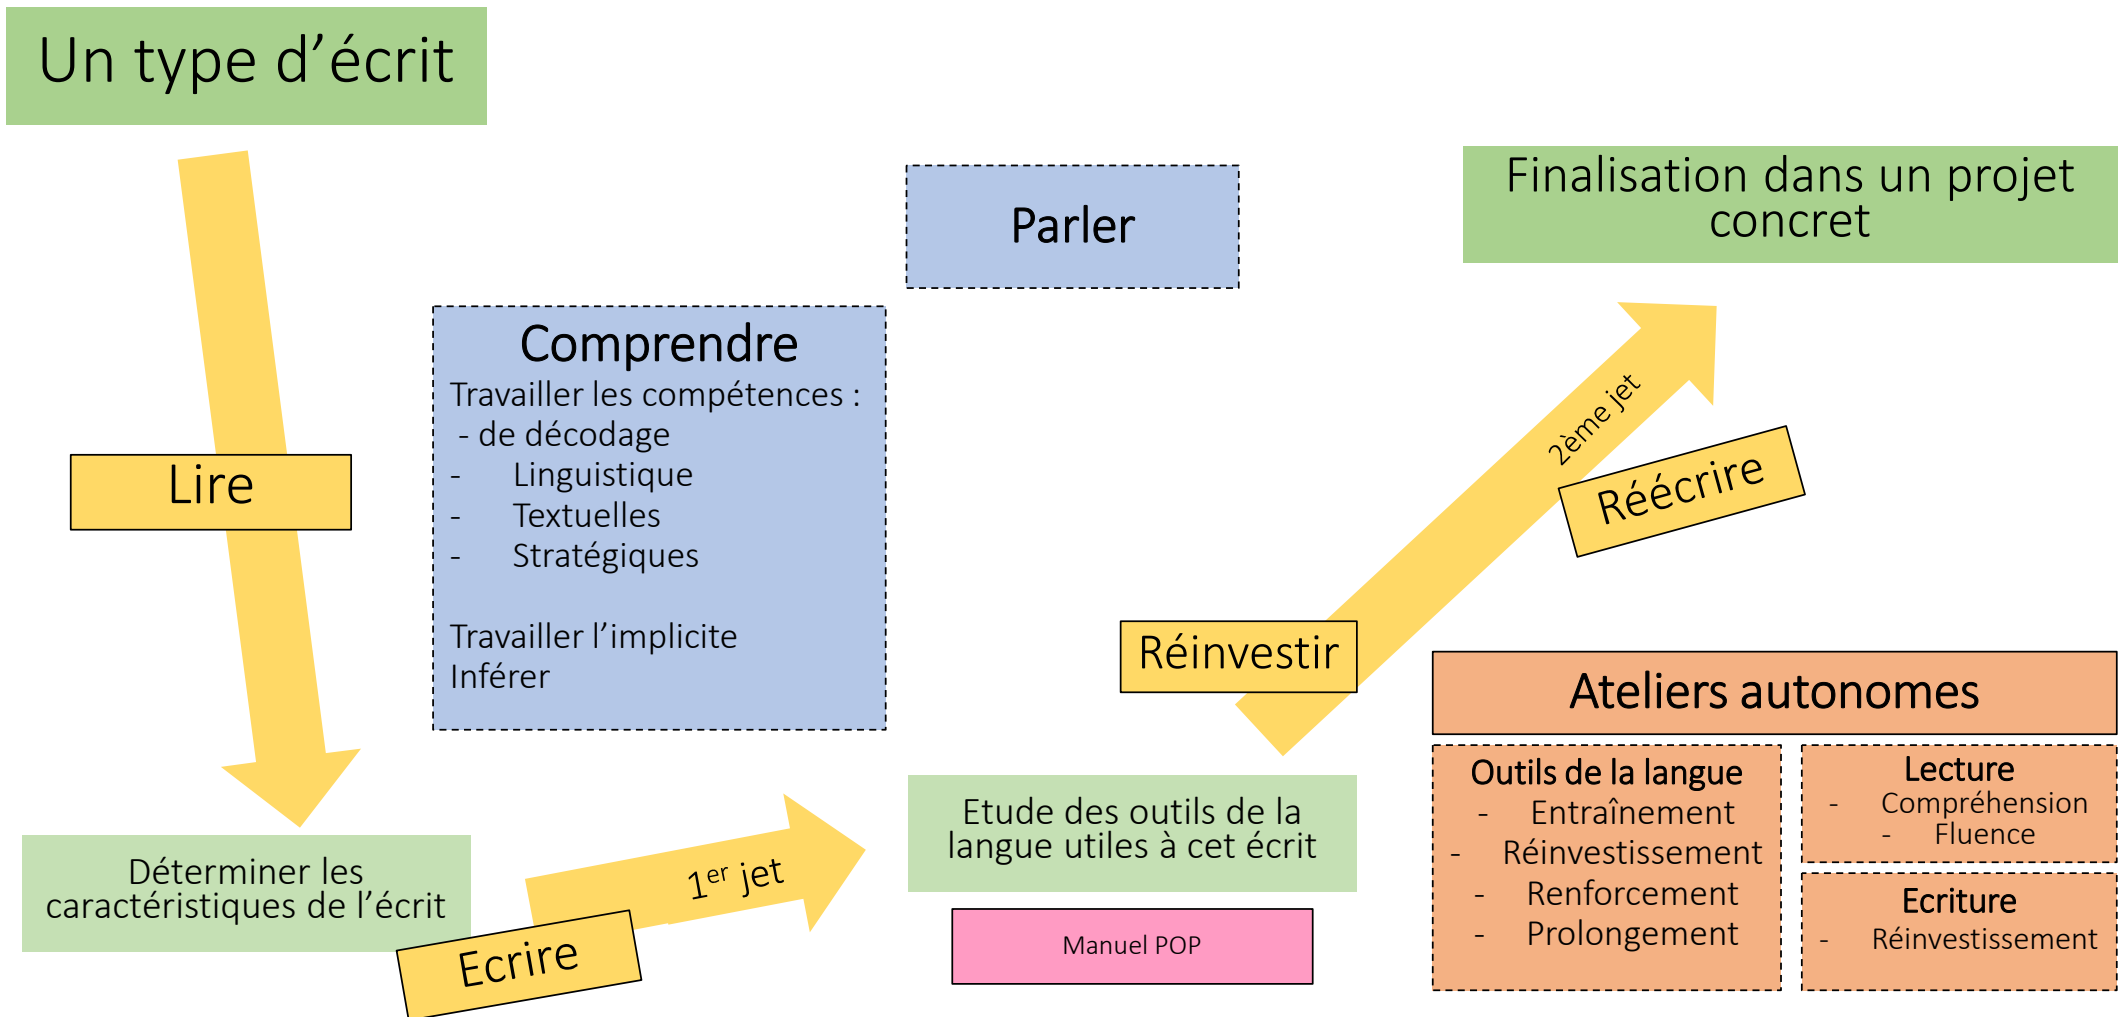 Un type d’écrit
Lire
Déterminer les
caractéristiques de l’écrit
Comprendre
Travailler les compétences :
- de décodage
- Linguistique
- Textuelles
- Stratégiques
Travailler l’implicite
Inférer
Parler
Ecrire
1er jet
Etude des outils de la
langue utiles à cet écrit
Manuel POP
Réinvestir
2ème jet
Réécrire
Finalisation dans un projet
concret
Ateliers autonomes
Outils de la langue
- Entraînement
- Réinvestissement
- Renforcement
- Prolongement
Lecture
- Compréhension
- Fluence
Ecriture
- Réinvestissement